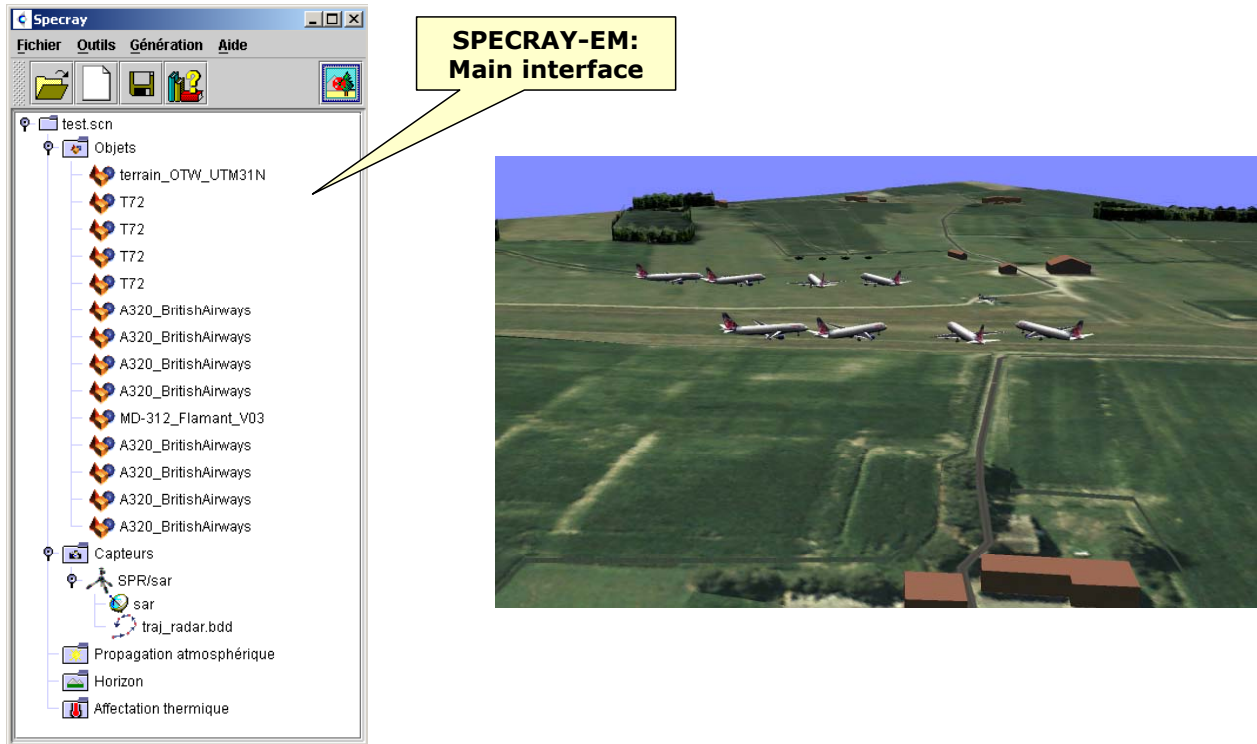 Specray
Fichier Outils Génération Aide
SPECRAY-EM:
Main interface
test.scn
Objets
terrain_OTW_UTM31N
T72
T72
T72
T72
A320_BritishAirways
A320_BritishAirways
A320_BritishAirways
A320_BritishAirways
MD-312_Flamant_V03
A320_BritishAirways
A320_BritishAirways
A320_BritishAirways
A320_BritishAirways
Capteurs
SPR/sar
sar
traj_radar.bdd
Propagation atmosphérique
Horizon
Affectation thermique